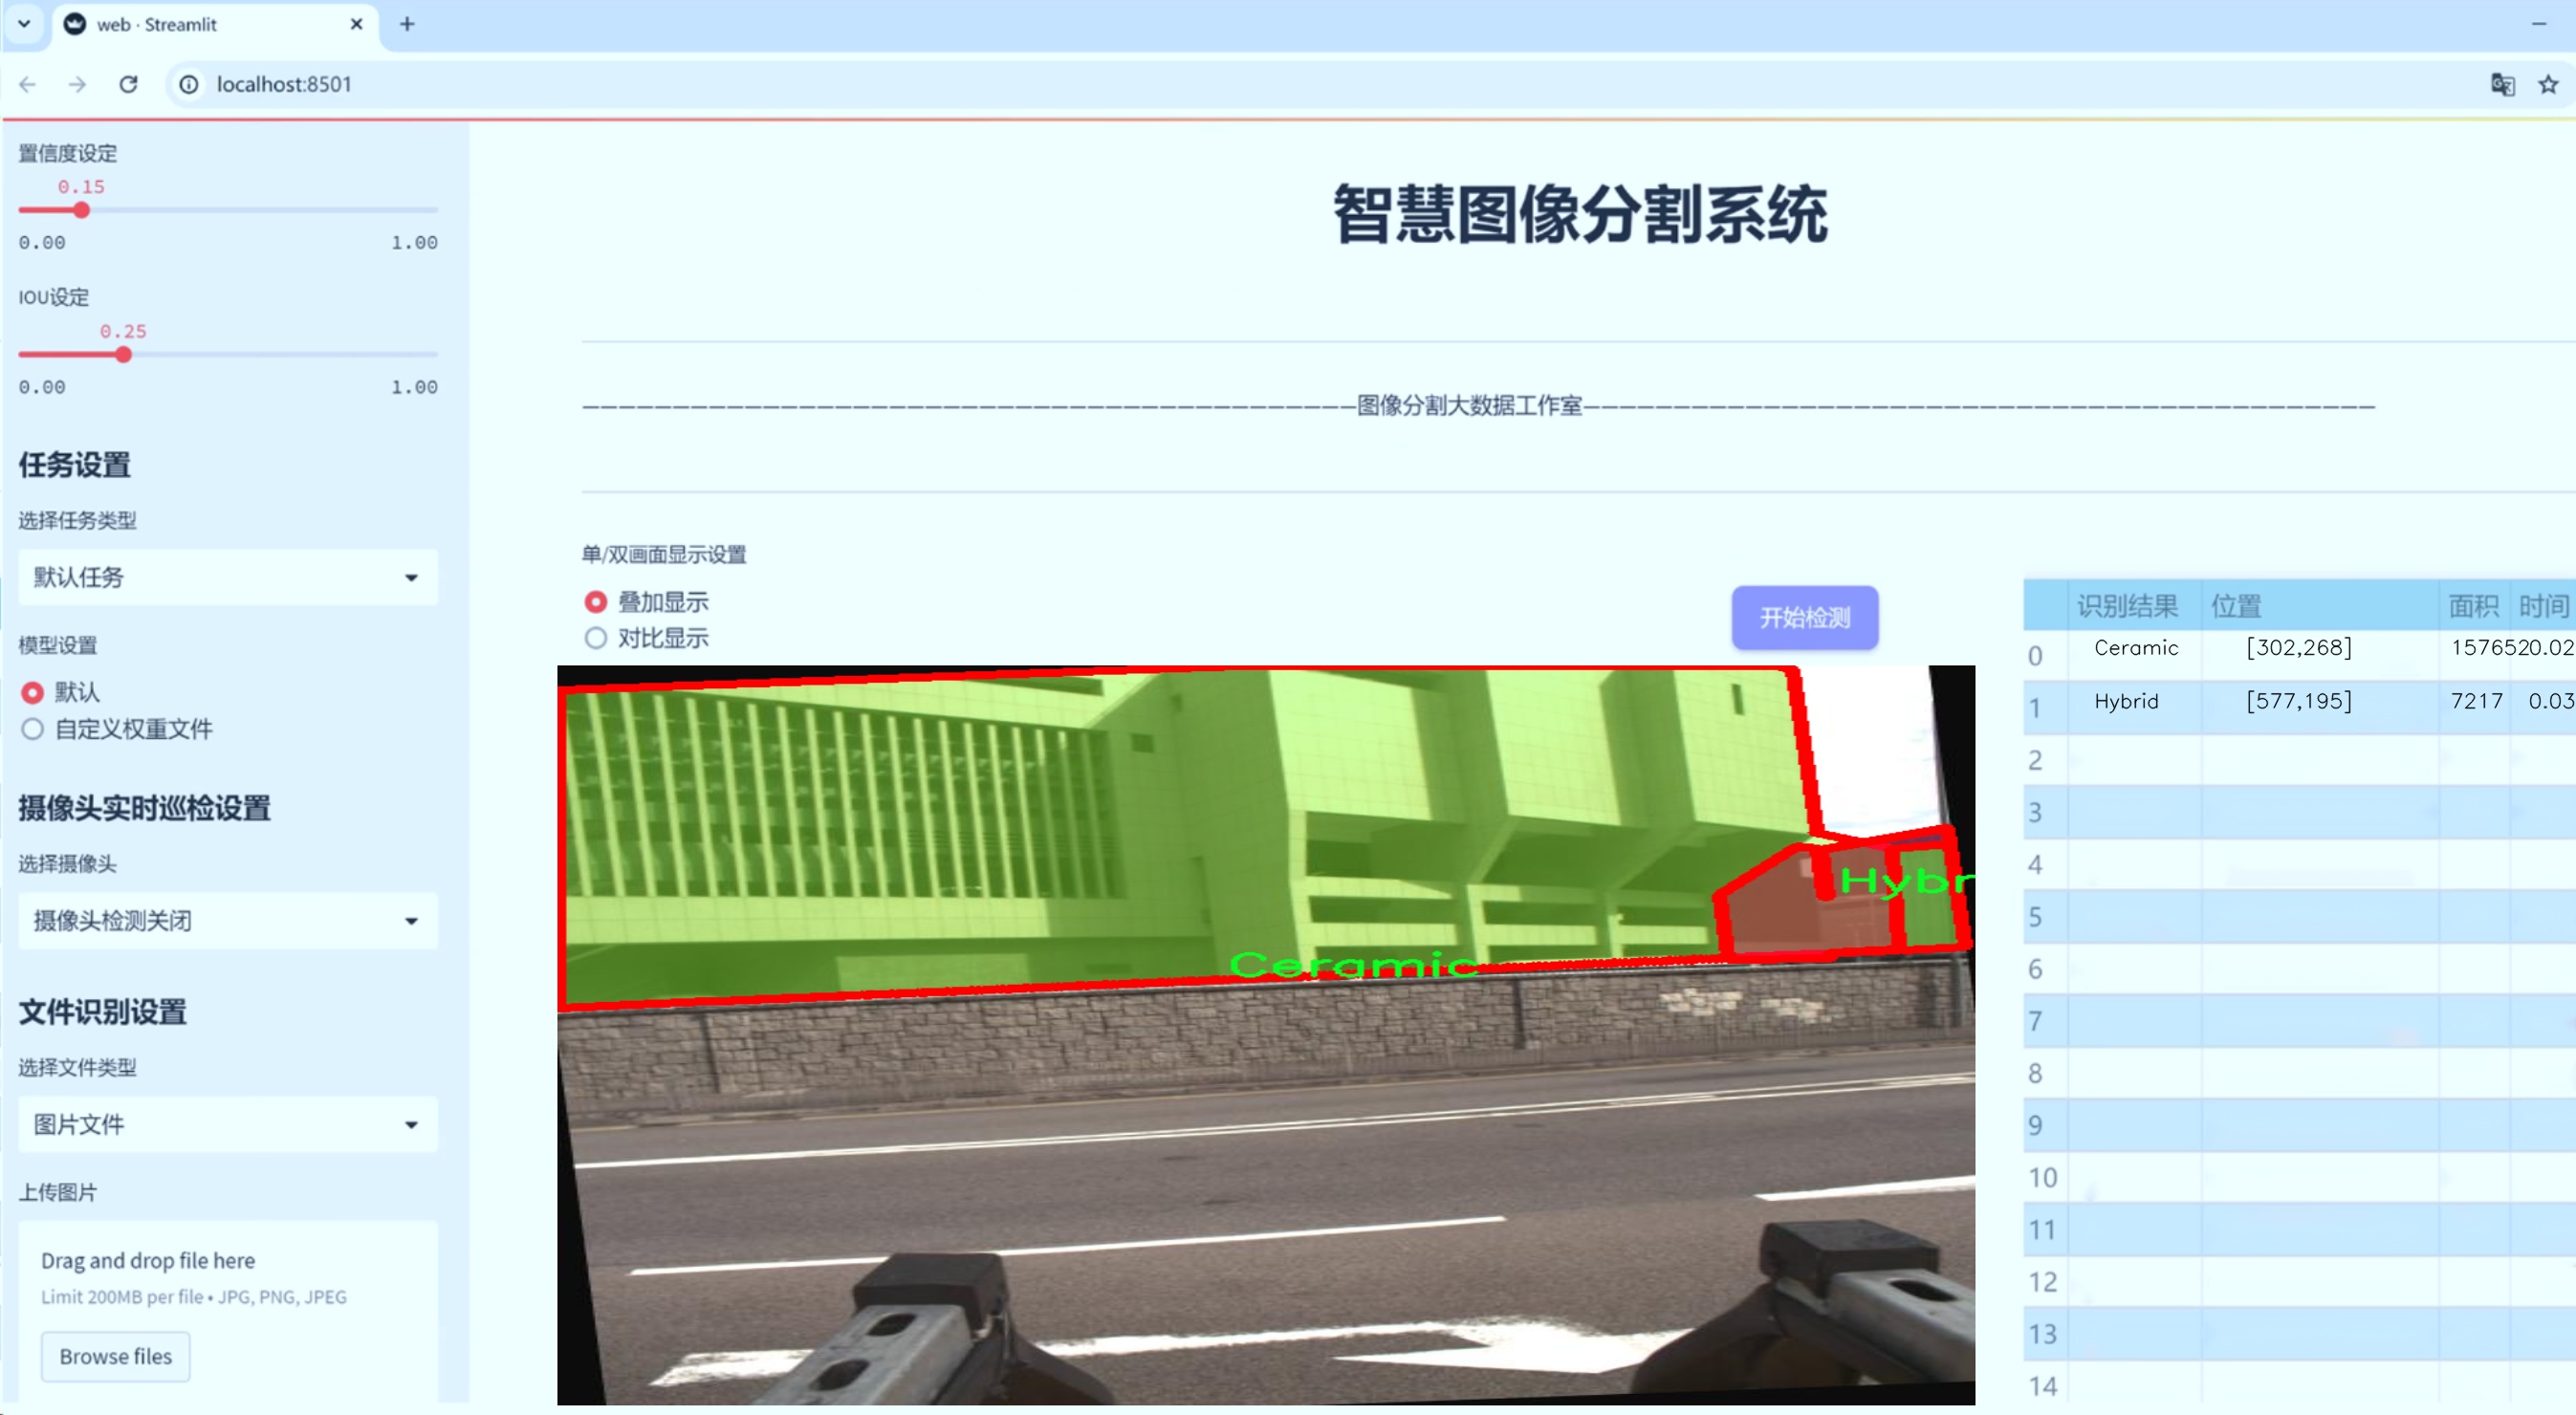 web · Streamlit
localhost:8501
置信度设定
0.15
0.00 1.00
IOU设定
0.25
0.00 1.00
任务设置
选择任务类型
默认任务
模型设置
默认
自定义权重文件
摄像头实时巡检设置
选择摄像头
摄像头检测关闭
文件识别设置
选择文件类型
图片文件
上传图片
Drag and drop file here
Limit 200MB per file • JPG, PNG, JPEG
Browse files
智慧图像分割系统
———————————————————————————————————————————图像分割大数据工作室————————————————————————————————————————————
单/双画面显示设置
叠加显示
对比显示
开始检测
Ceramic
Hybr
识别结果 位置 面积 时间
0 Ceramic [302,268] 1576520.02
1 Hybrid [577,195] 7217 0.03
2
3
4
5
6
7
8
9
10
11
12
13
14